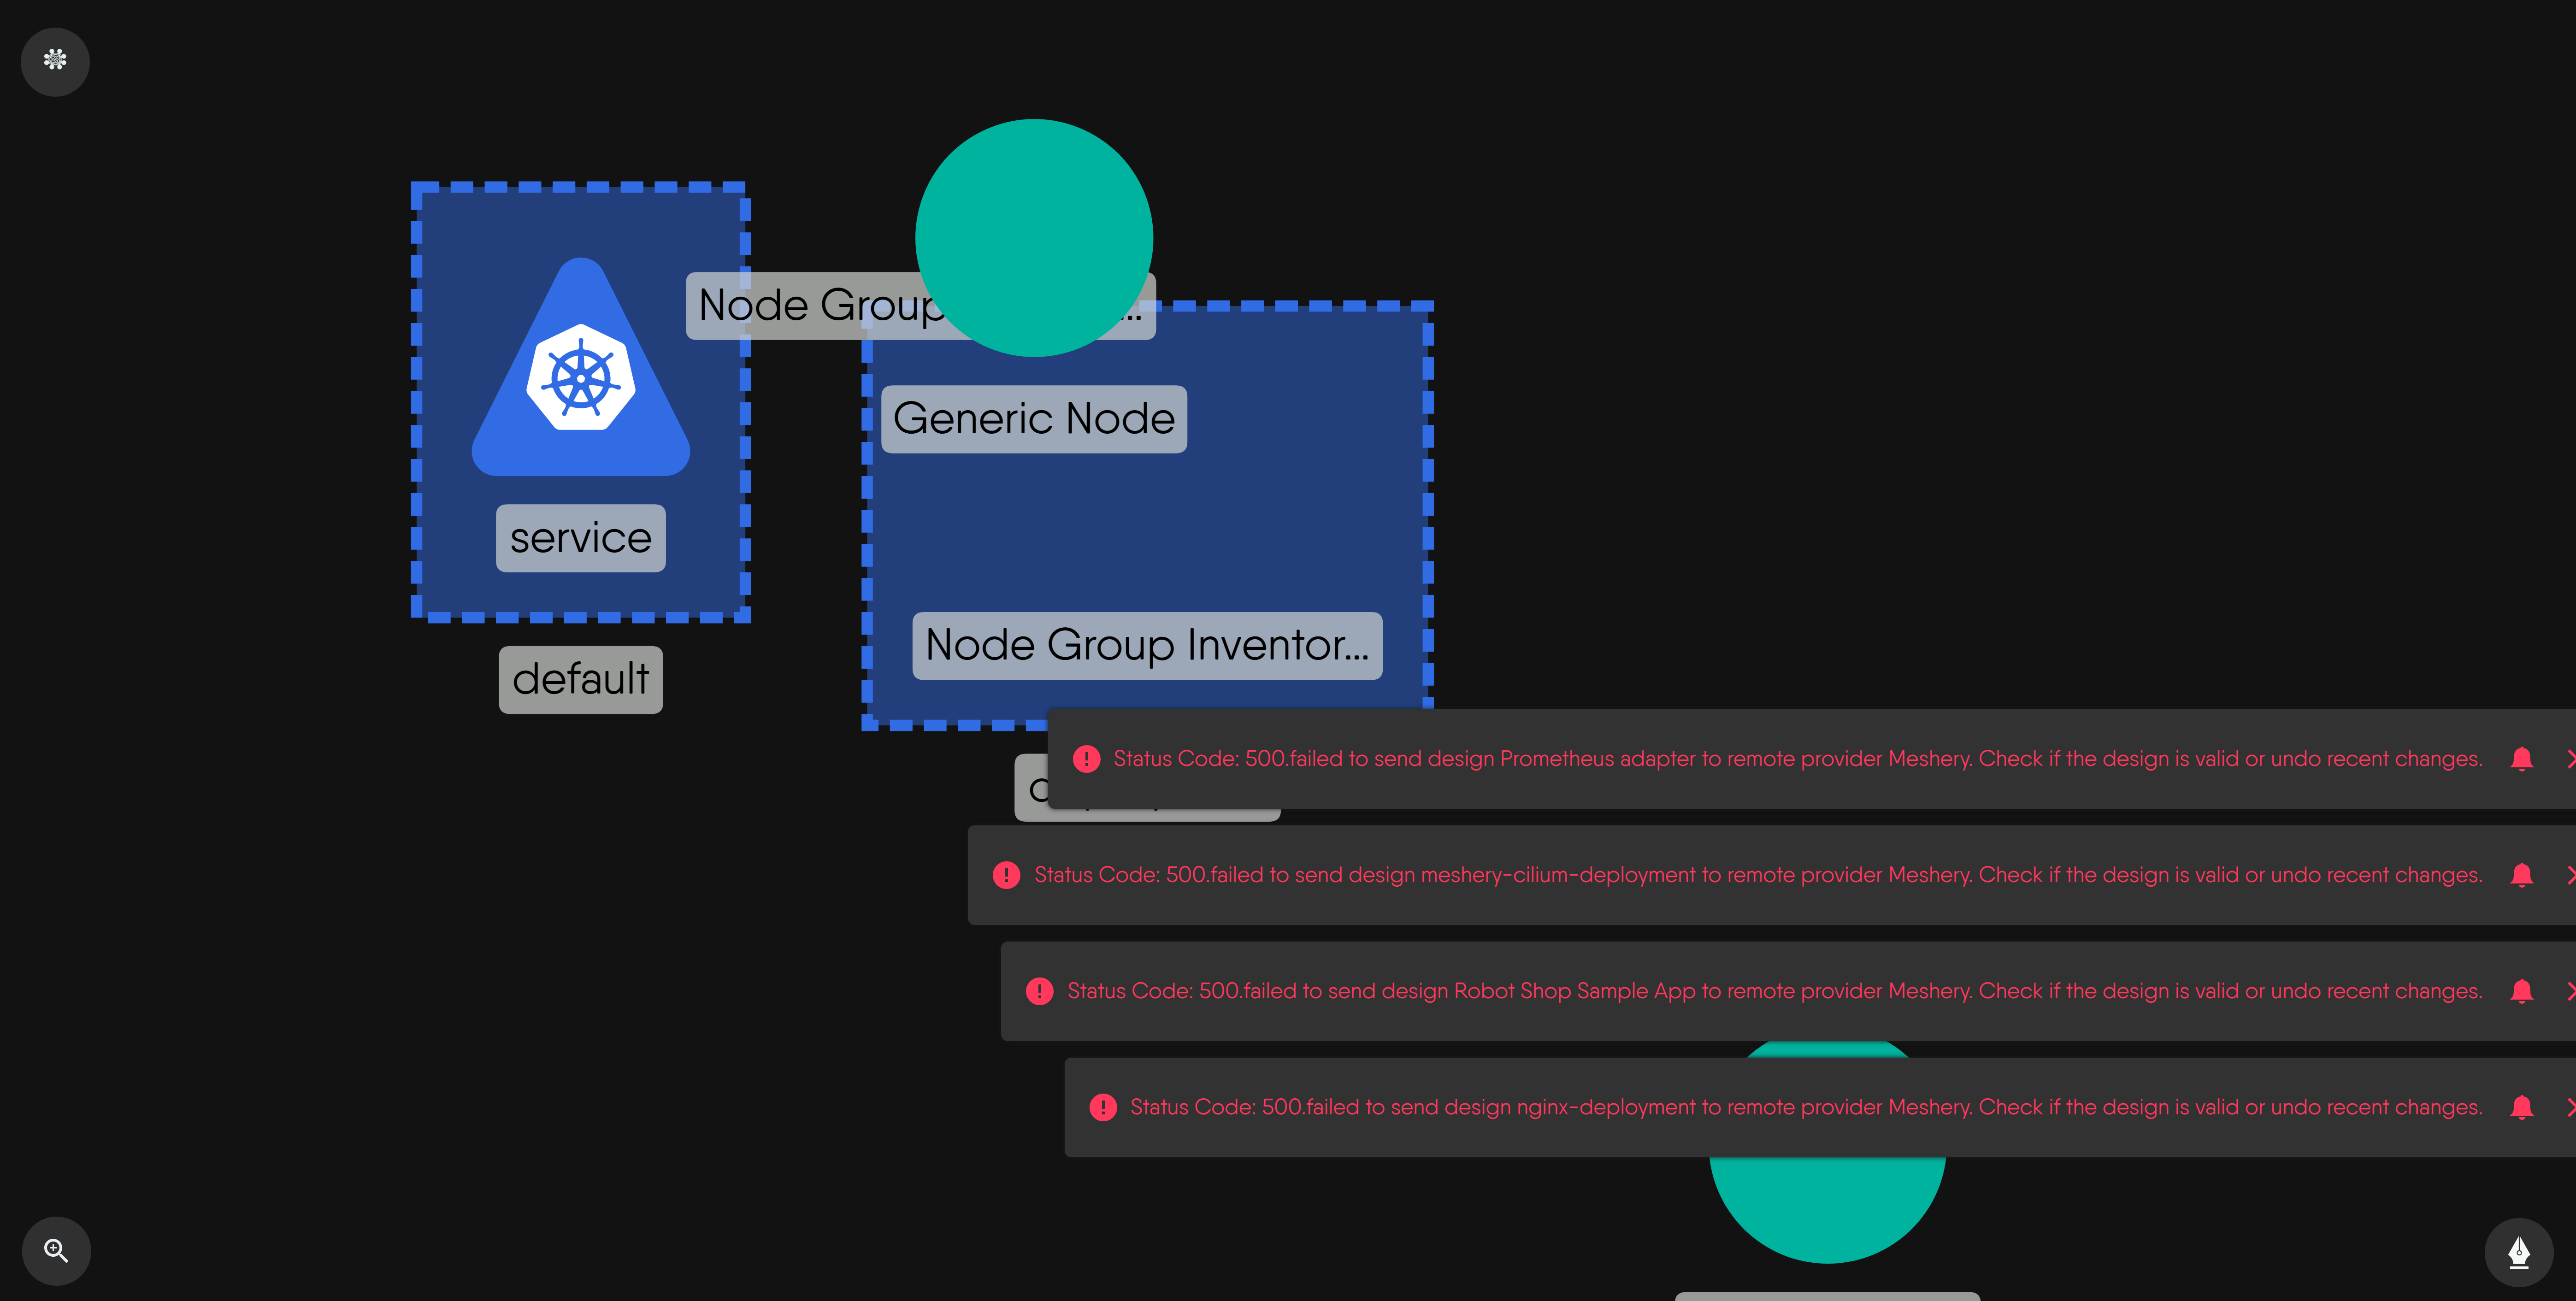 Node Group
...
Generic Node
service
Node Group Inventor...
default
Status Code: 500.failed to send design Prometheus adapter to remote provider Meshery. Check if the design is valid or undo recent changes.
Status Code: 500.failed to send design meshery-cilium-deployment to remote provider Meshery. Check if the design is valid or undo recent changes.
Status Code: 500.failed to send design Robot Shop Sample App to remote provider Meshery. Check if the design is valid or undo recent changes.
Status Code: 500.failed to send design nginx-deployment to remote provider Meshery. Check if the design is valid or undo recent changes.